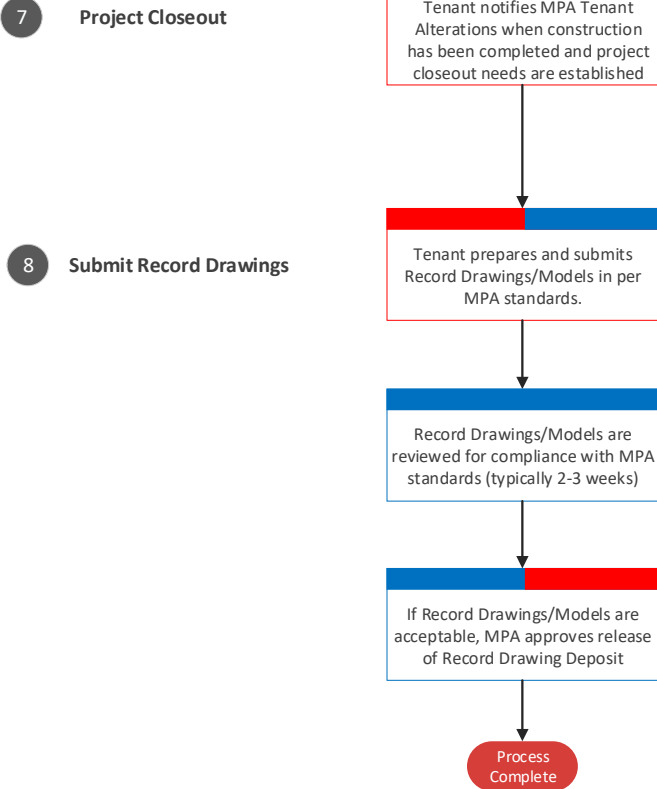 7
Project Closeout
Tenant notifies MPA Tenant
Alterations when construction
has been completed and project
closeout needs are established
8
Submit Record Drawings
Tenant prepares and submits
Record Drawings/Models in per
MPA standards.
Record Drawings/Models are
reviewed for compliance with MPA
standards (typically 2-3 weeks)
If Record Drawings/Models are
acceptable, MPA approves release
of Record Drawing Deposit
Process
Complete